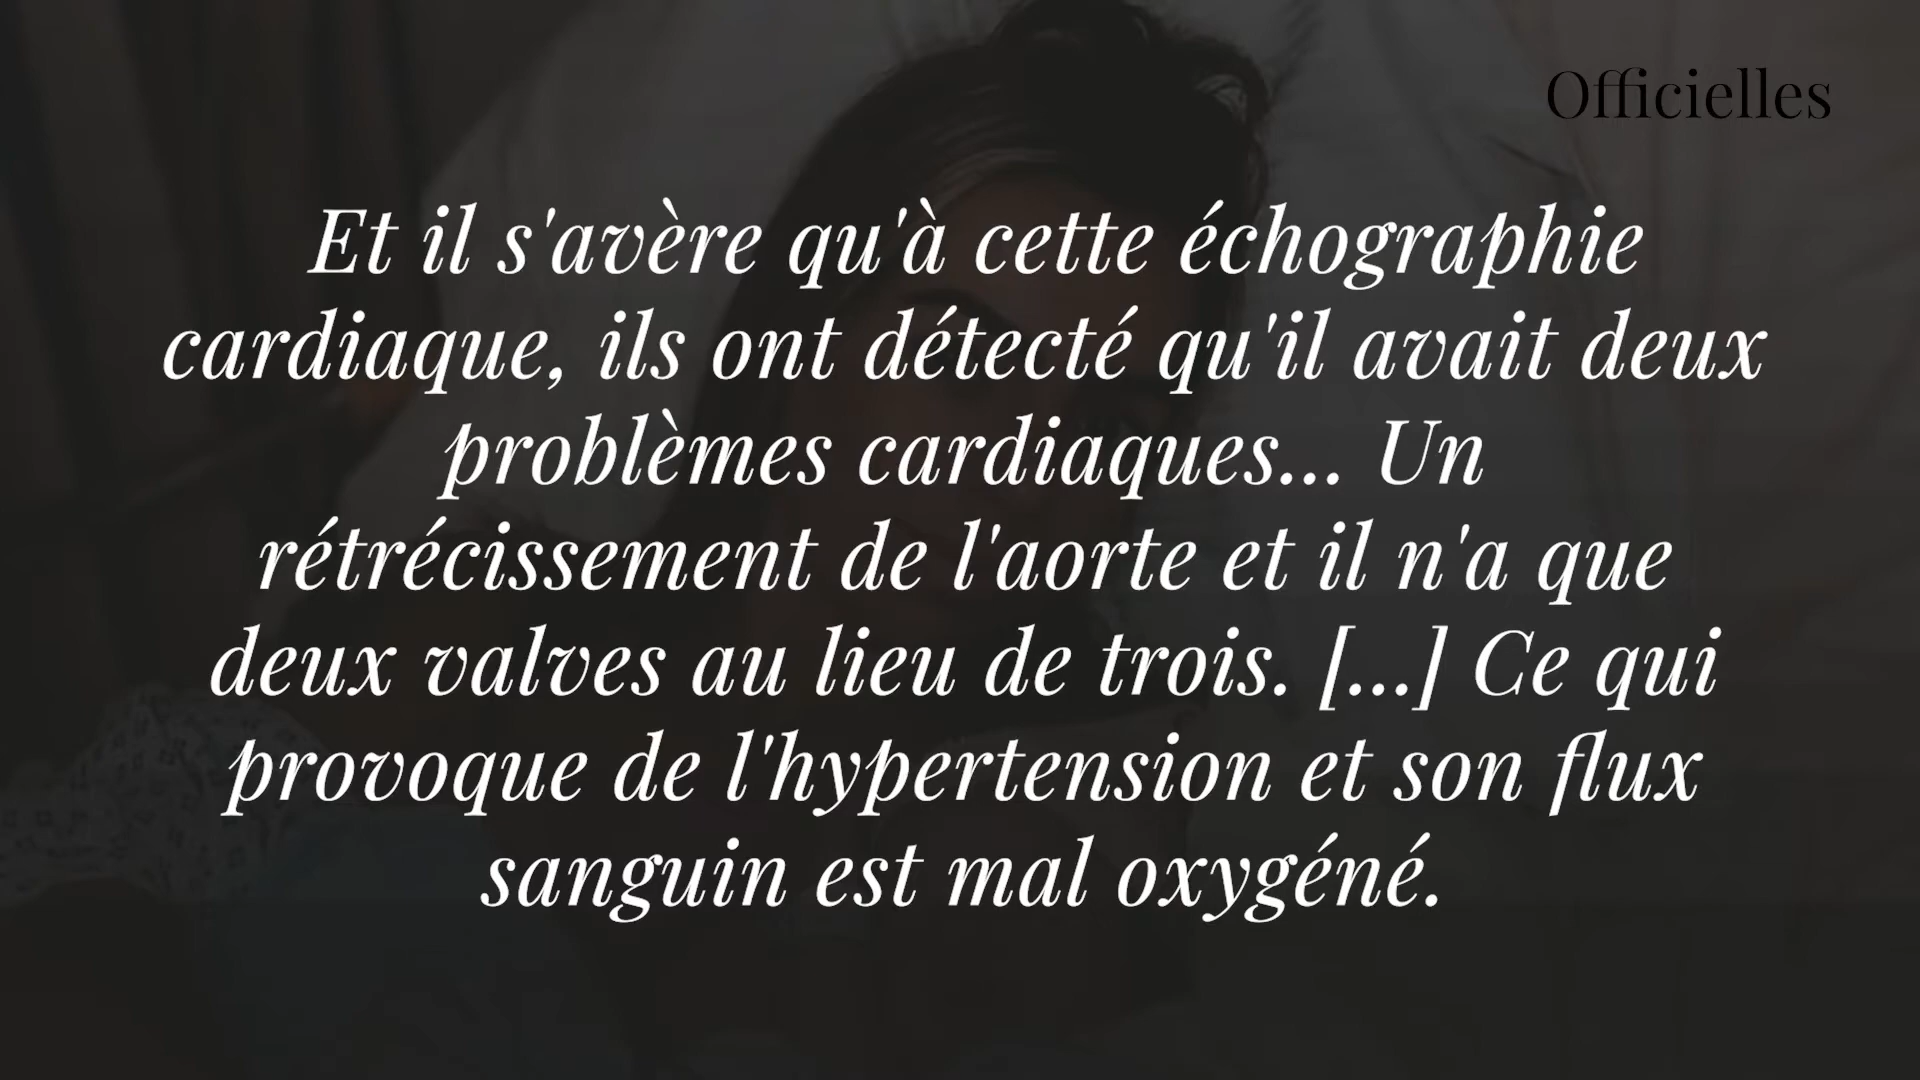 Officielles
Et il s'avère qu'à cette échographie
cardiaque, ils ont détecté qu'il avait deux
problèmes cardiaques... Un
rétrécissement de l'aorte et il n'a que
deux valves au lieu de trois. [...] Ce qui
provoque de l'hypertension et son flux
sanguin est mal oxygéné.